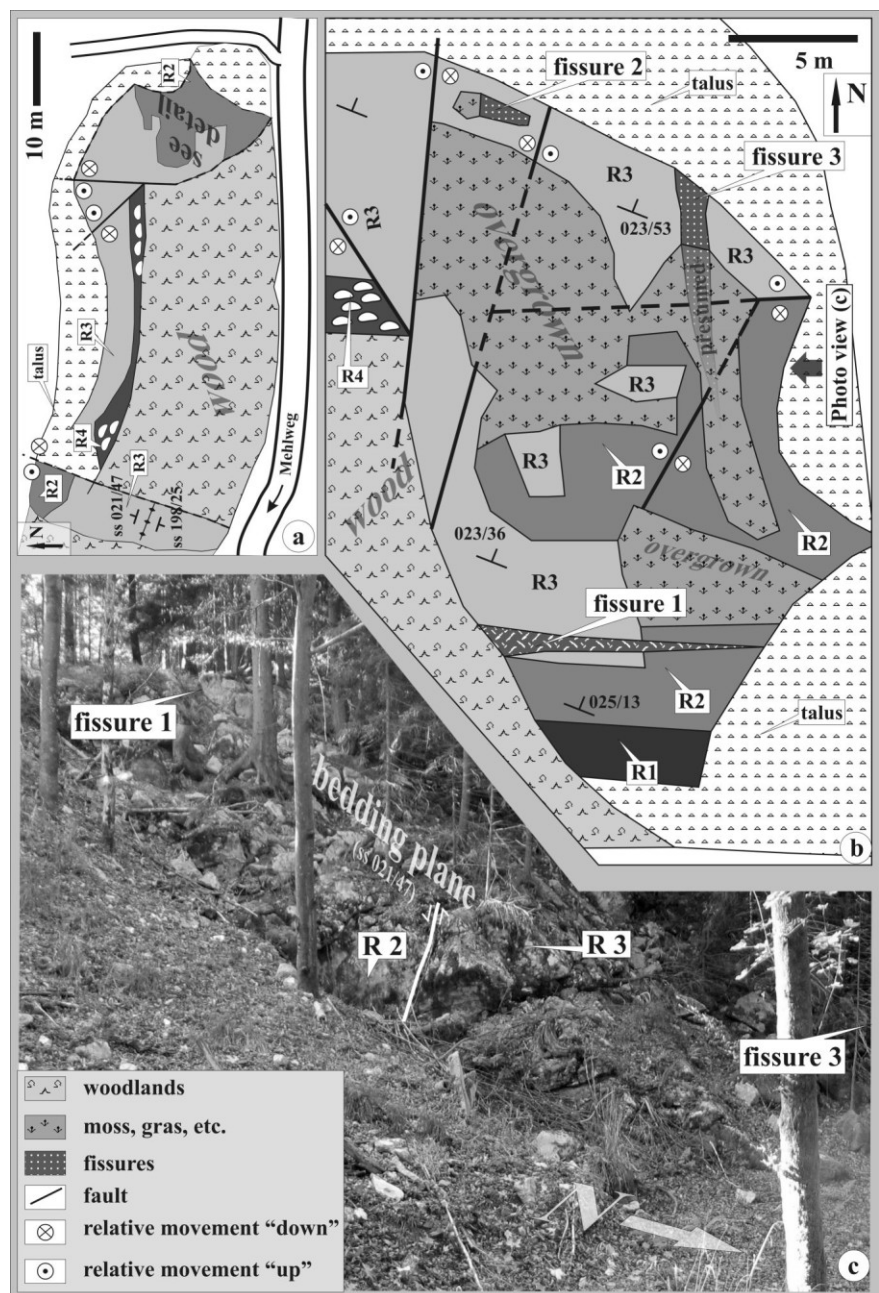 10 m
R2
see
detail
R3
talus
R4
wood
Mehlweg
R2
R3
ss 021/47
ss 198/25
N
a
5 m
N
fissure 2
talus
fissure 3
R3
023/53
R3
R3
overgrown
presumed
Photo view (c)
R4
R3
R3
R2
wood
023/36
R3
R2
overgrown
fissure 1
025/13
R2
talus
R1
b
fissure 1
bedding plane
(ss 021/47)
R 2
R 3
fissure 3
N
c
woodlands
moss, gras, etc.
fissures
fault
relative movement “down”
relative movement “up”